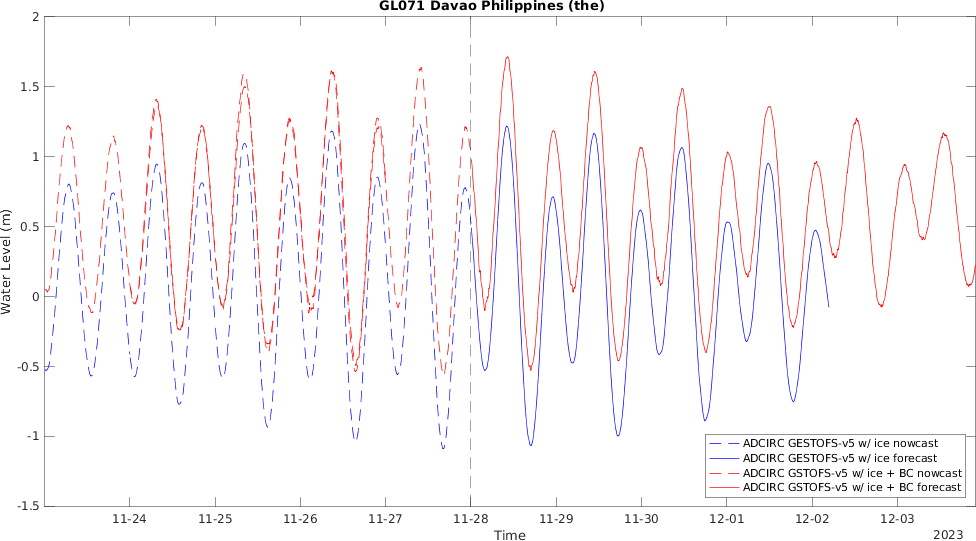 GL071 Davao Philippines (the)
2
1.5
1
0.5
0
-0.5
-1
-1.5
Water Level (m)
11-24
11-25
11-26
11-27
11-28
11-29
11-30
12-01
12-02
12-03
Time
2023
ADCIRC GESTOFS-v5 w/ ice nowcast
ADCIRC GESTOFS-v5 w/ ice forecast
ADCIRC GSTOFS-v5 w/ ice + BC nowcast
ADCIRC GSTOFS-v5 w/ ice + BC forecast